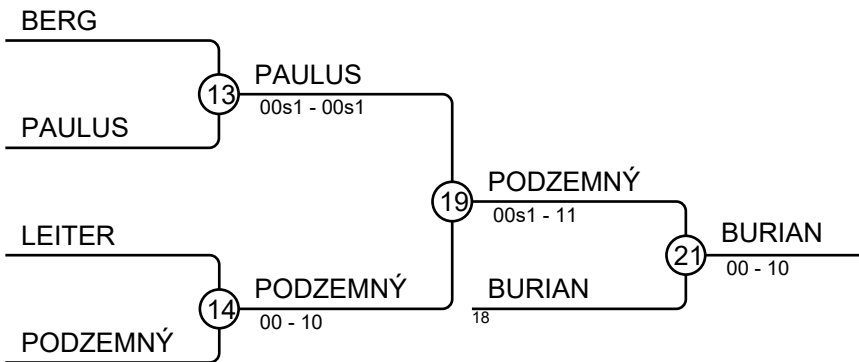 BERG
13
PAULUS
00s1 - 00s1
PAULUS
19
PODZEMNÝ
00s1 - 11
LEITER
21
BURIAN
00 - 10
14
PODZEMNÝ
00 - 10
BURIAN
18
PODZEMNÝ